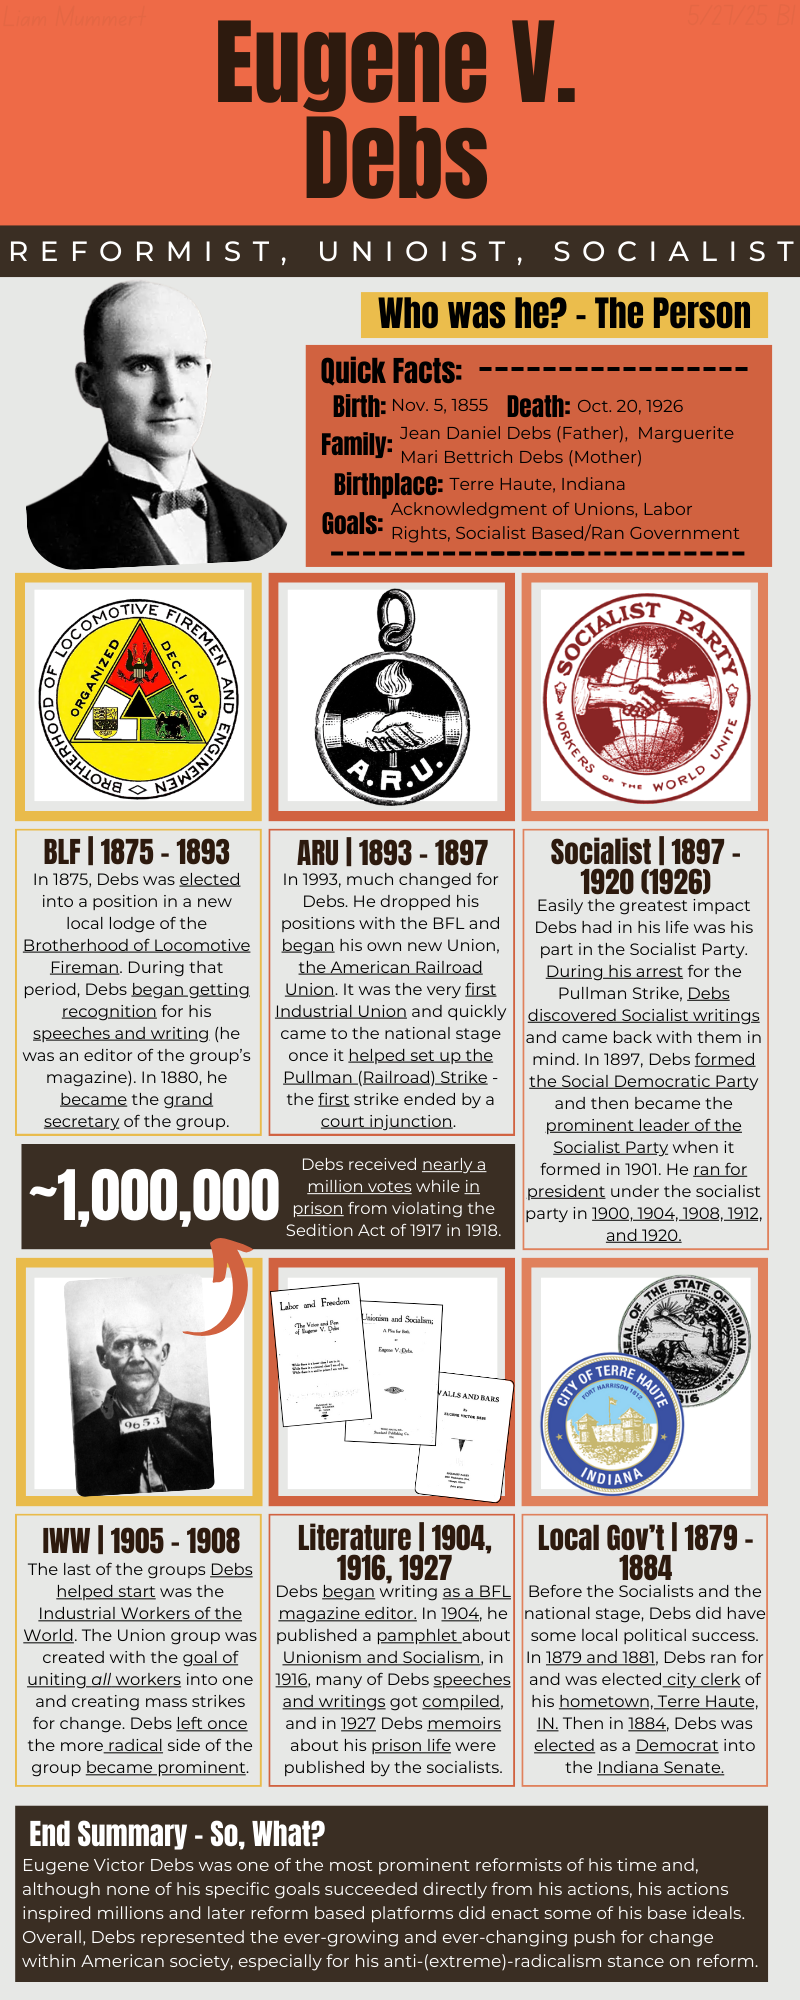 Liam Mummert
5/27/25 B1
Eugene V.
Debs
REFORMIST, UNIOIST, SOCIALIST
Who was he? - The Person
Quick Facts:
Birth: Nov. 5, 1855 Death: Oct. 20, 1926
Family: Jean Daniel Debs (Father), Marguerite
Mari Bettrich Debs (Mother)
Birthplace: Terre Haute, Indiana
Goals: Acknowledgment of Unions, Labor
Rights, Socialist Based/Ran Government
BROTHERHOOD OF LOCOMOTIVE FIREMEN AND ENGINEMEN
ORGANIZED DEC. 1 1873
A.R.U.
SOCIALIST PARTY
WORKERS OF THE WORLD UNITE
BLF | 1875 - 1893
In 1875, Debs was elected
into a position in a new
local lodge of the
Brotherhood of Locomotive
Fireman. During that
period, Debs began getting
recognition for his
speeches and writing (he
was an editor of the group's
magazine). In 1880, he
became the grand
secretary of the group.
ARU | 1893 - 1897
In 1993, much changed for
Debs. He dropped his
positions with the BFL and
began his own new Union,
the American Railroad
Union. It was the very first
Industrial Union and quickly
came to the national stage
once it helped set up the
Pullman (Railroad) Strike -
the first strike ended by a
court injunction.
Socialist | 1897 -
1920 (1926)
Easily the greatest impact
Debs had in his life was his
part in the Socialist Party.
During his arrest for the
Pullman Strike, Debs
discovered Socialist writings
and came back with them in
mind. In 1897, Debs formed
the Social Democratic Party
and then became the
prominent leader of the
Socialist Party when it
formed in 1901. He ran for
president under the socialist
party in 1900, 1904, 1908, 1912,
and 1920.
~1,000,000
Debs received nearly a
million votes while in
prison from violating the
Sedition Act of 1917 in 1918.
9653
Labor and Freedom
The Voice and Pen
of Eugene V. Debs
Unionism and Socialism;
A Plea for Both
Eugene V. Debs.
WALLS AND BARS
By
EUGENE VICTOR DEBS
SEAL OF THE STATE OF INDIANA
1816
CITY OF TERRE HAUTE
FORT HARRISON 1812
INDIANA
IWW | 1905 - 1908
The last of the groups Debs
helped start was the
Industrial Workers of the
World. The Union group was
created with the goal of
uniting all workers into one
and creating mass strikes
for change. Debs left once
the more radical side of the
group became prominent.
Literature | 1904,
1916, 1927
Debs began writing as a BFL
magazine editor. In 1904, he
published a pamphlet about
Unionism and Socialism, in
1916, many of Debs speeches
and writings got compiled,
and in 1927 Debs memoirs
about his prison life were
published by the socialists.
Local Gov't | 1879 -
1884
Before the Socialists and the
national stage, Debs did have
some local political success.
In 1879 and 1881, Debs ran for
and was elected city clerk of
his hometown, Terre Haute,
IN. Then in 1884, Debs was
elected as a Democrat into
the Indiana Senate.
End Summary - So, What?
Eugene Victor Debs was one of the most prominent reformists of his time and,
although none of his specific goals succeeded directly from his actions, his actions
inspired millions and later reform based platforms did enact some of his base ideals.
Overall, Debs represented the ever-growing and ever-changing push for change
within American society, especially for his anti-(extreme)-radicalism stance on reform.